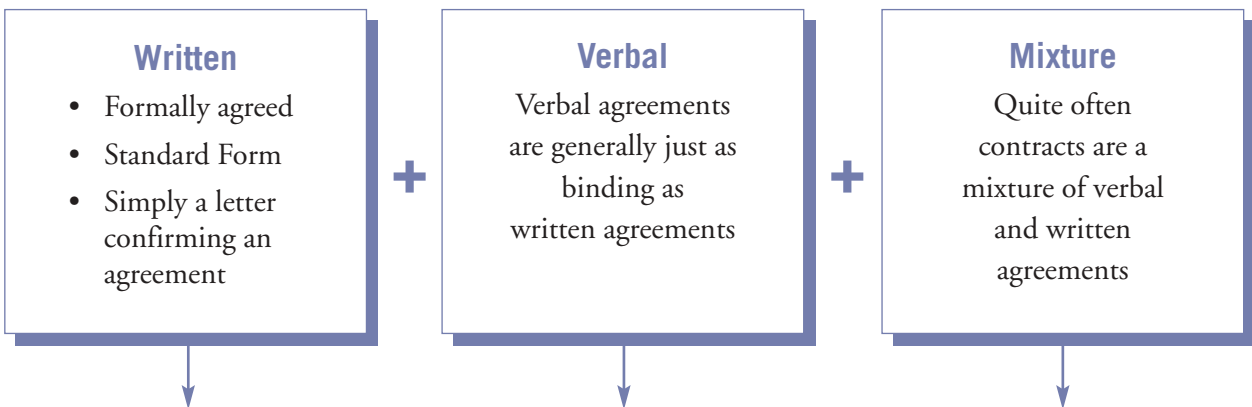 Written
• Formally agreed
• Standard Form
• Simply a letter
confirming an
agreement
+
Verbal
Verbal agreements
are generally just as
binding as
written agreements
+
Mixture
Quite often
contracts are a
mixture of verbal
and written
agreements